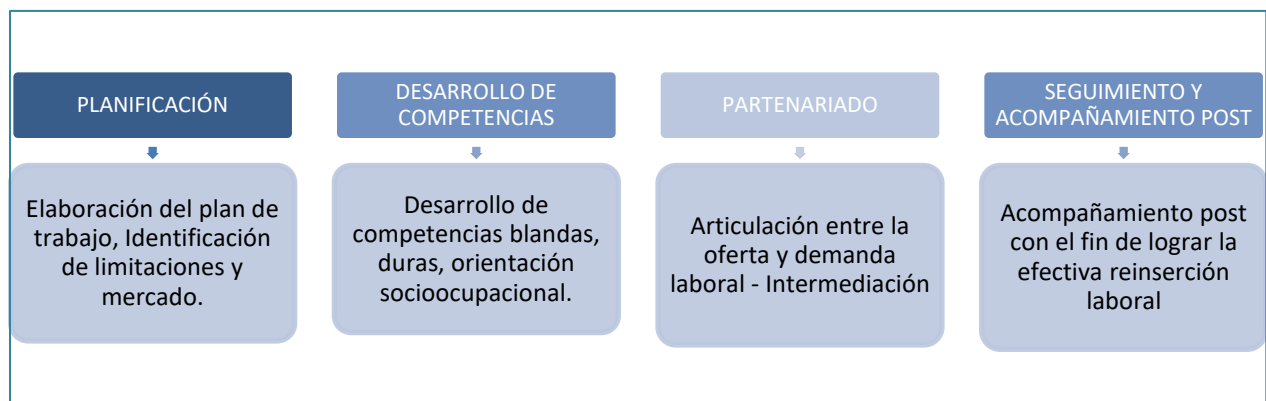 PLANIFICACIÓN
Elaboración del plan de
trabajo, Identificación
de limitaciones y
mercado.
DESARROLLO DE
COMPETENCIAS
Desarrollo de
competencias blandas,
duras, orientación
socioocupacional.
PARTENARIADO
Articulación entre la
oferta y demanda
laboral - Intermediación
SEGUIMIENTO Y
ACOMPAÑAMIENTO POST
Acompañamiento post
con el fin de lograr la
efectiva reinserción
laboral